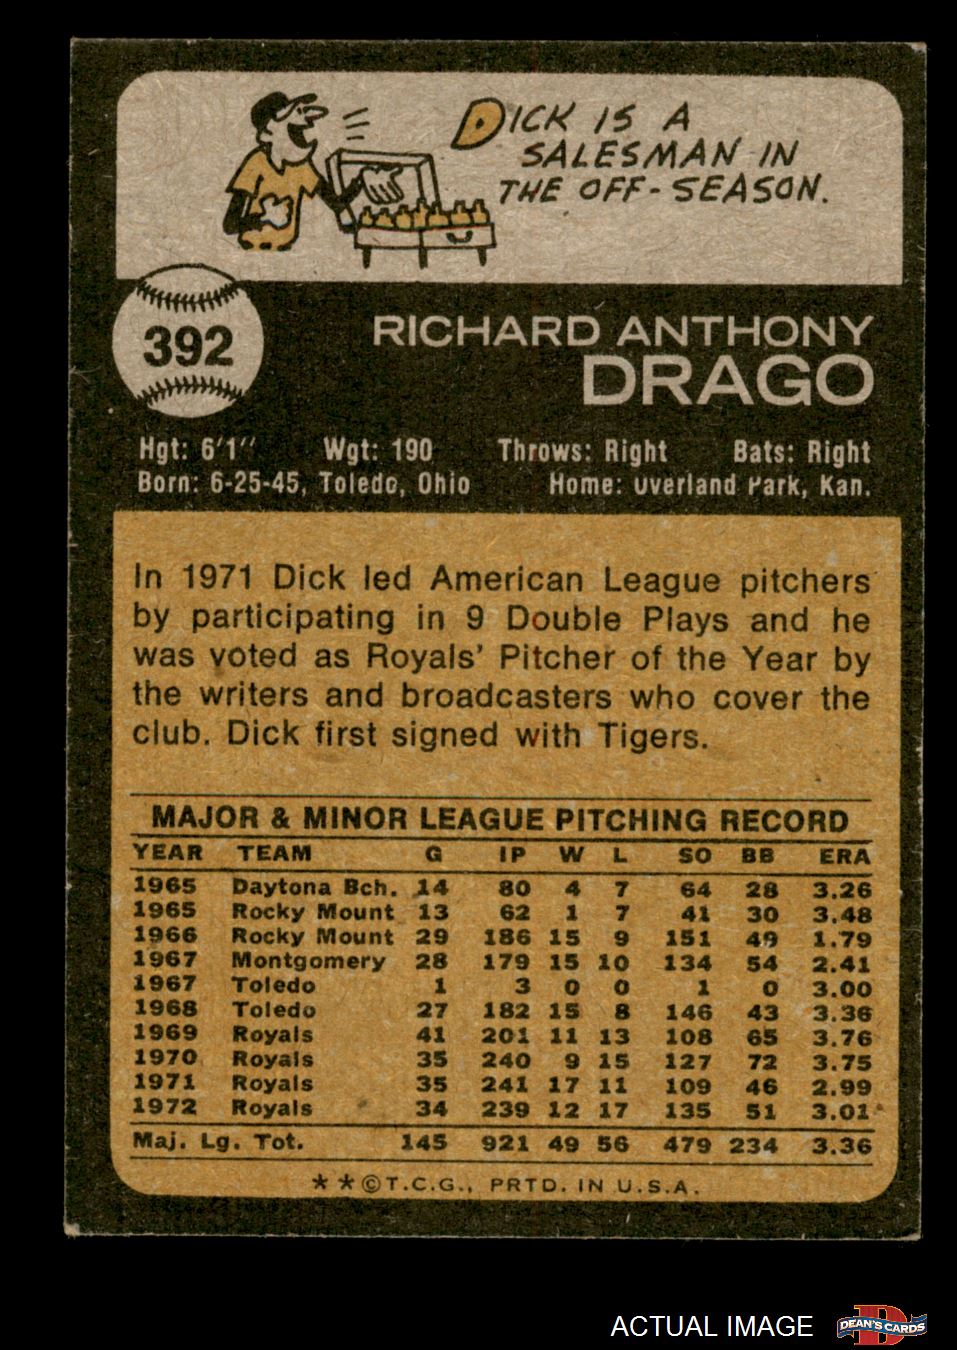 DICK IS A
SALESMAN IN
THE OFF-SEASON.
392
RICHARD ANTHONY
DRAGO
Hgt: 6'1" Wgt: 190 Throws: Right Bats: Right
Born: 6-25-45, Toledo, Ohio Home: Overland Park, Kan.
In 1971 Dick led American League pitchers
by participating in 9 Double Plays and he
was voted as Royals' Pitcher of the Year by
the writers and broadcasters who cover the
club. Dick first signed with Tigers.
MAJOR & MINOR LEAGUE PITCHING RECORD
YEAR TEAM G IP W L SO BB ERA
1965 Daytona Bch. 14 80 4 7 64 28 3.26
1965 Rocky Mount 13 62 1 7 41 30 3.48
1966 Rocky Mount 29 186 15 9 151 49 1.79
1967 Montgomery 28 179 15 10 134 54 2.41
1967 Toledo 1 3 0 0 1 0 3.00
1968 Toledo 27 182 15 8 146 43 3.36
1969 Royals 41 201 11 13 108 65 3.76
1970 Royals 35 240 9 15 127 72 3.75
1971 Royals 35 241 17 11 109 46 2.99
1972 Royals 34 239 12 17 135 51 3.01
Maj. Lg. Tot. 145 921 49 56 479 234 3.36
**©T.C.G., PRTD. IN U.S.A.
ACTUAL IMAGE
D
DEAN'S CARDS